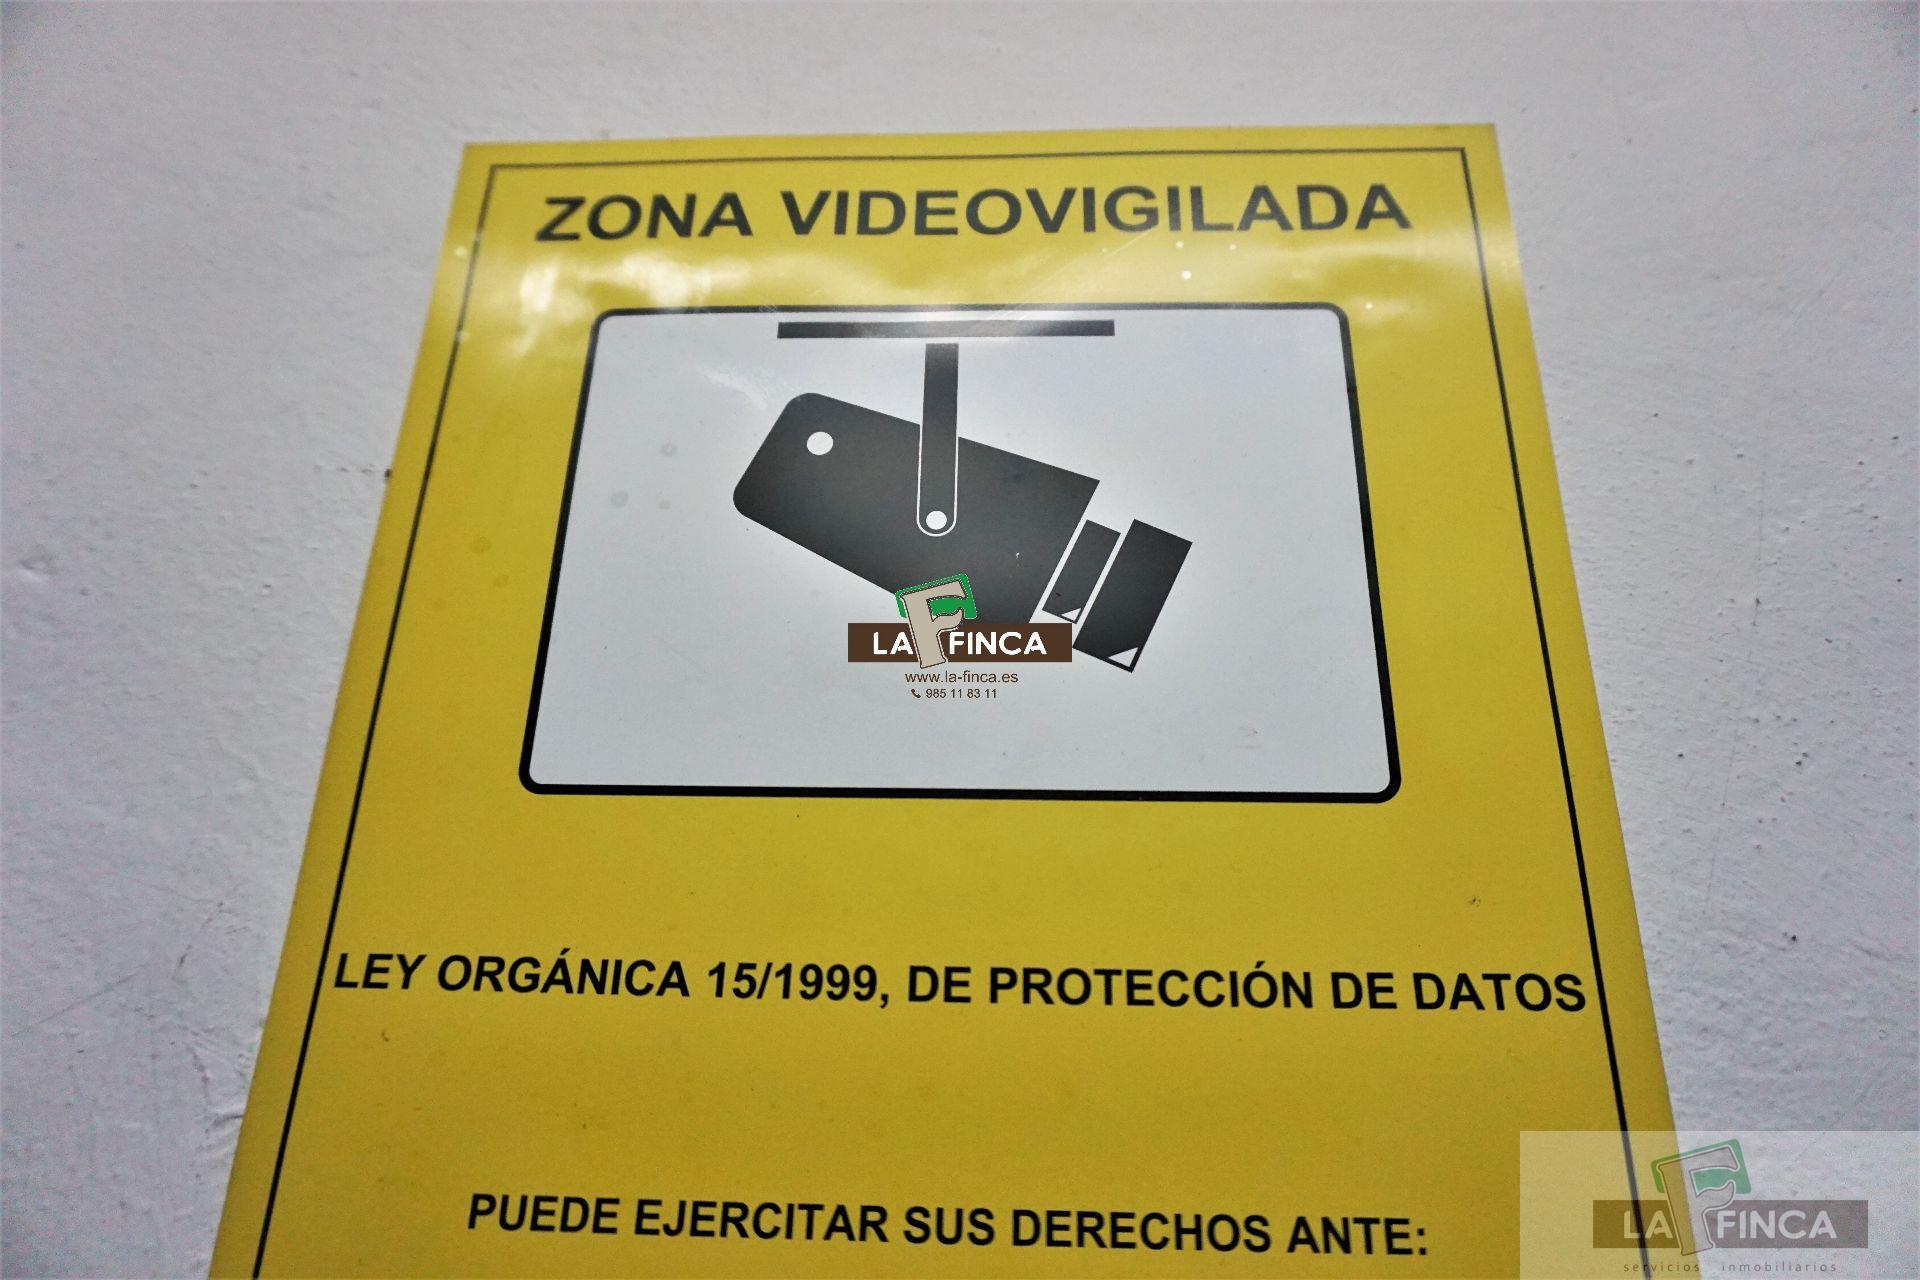 ZONA VIDEOVIGILADA
LA FINCA
www.la-finca.es
985 11 83 11
LEY ORGÁNICA 15/1999, DE PROTECCIÓN DE DATOS
PUEDE EJERCITAR SUS DERECHOS ANTE:
LA FINCA
servicios inmobiliarios